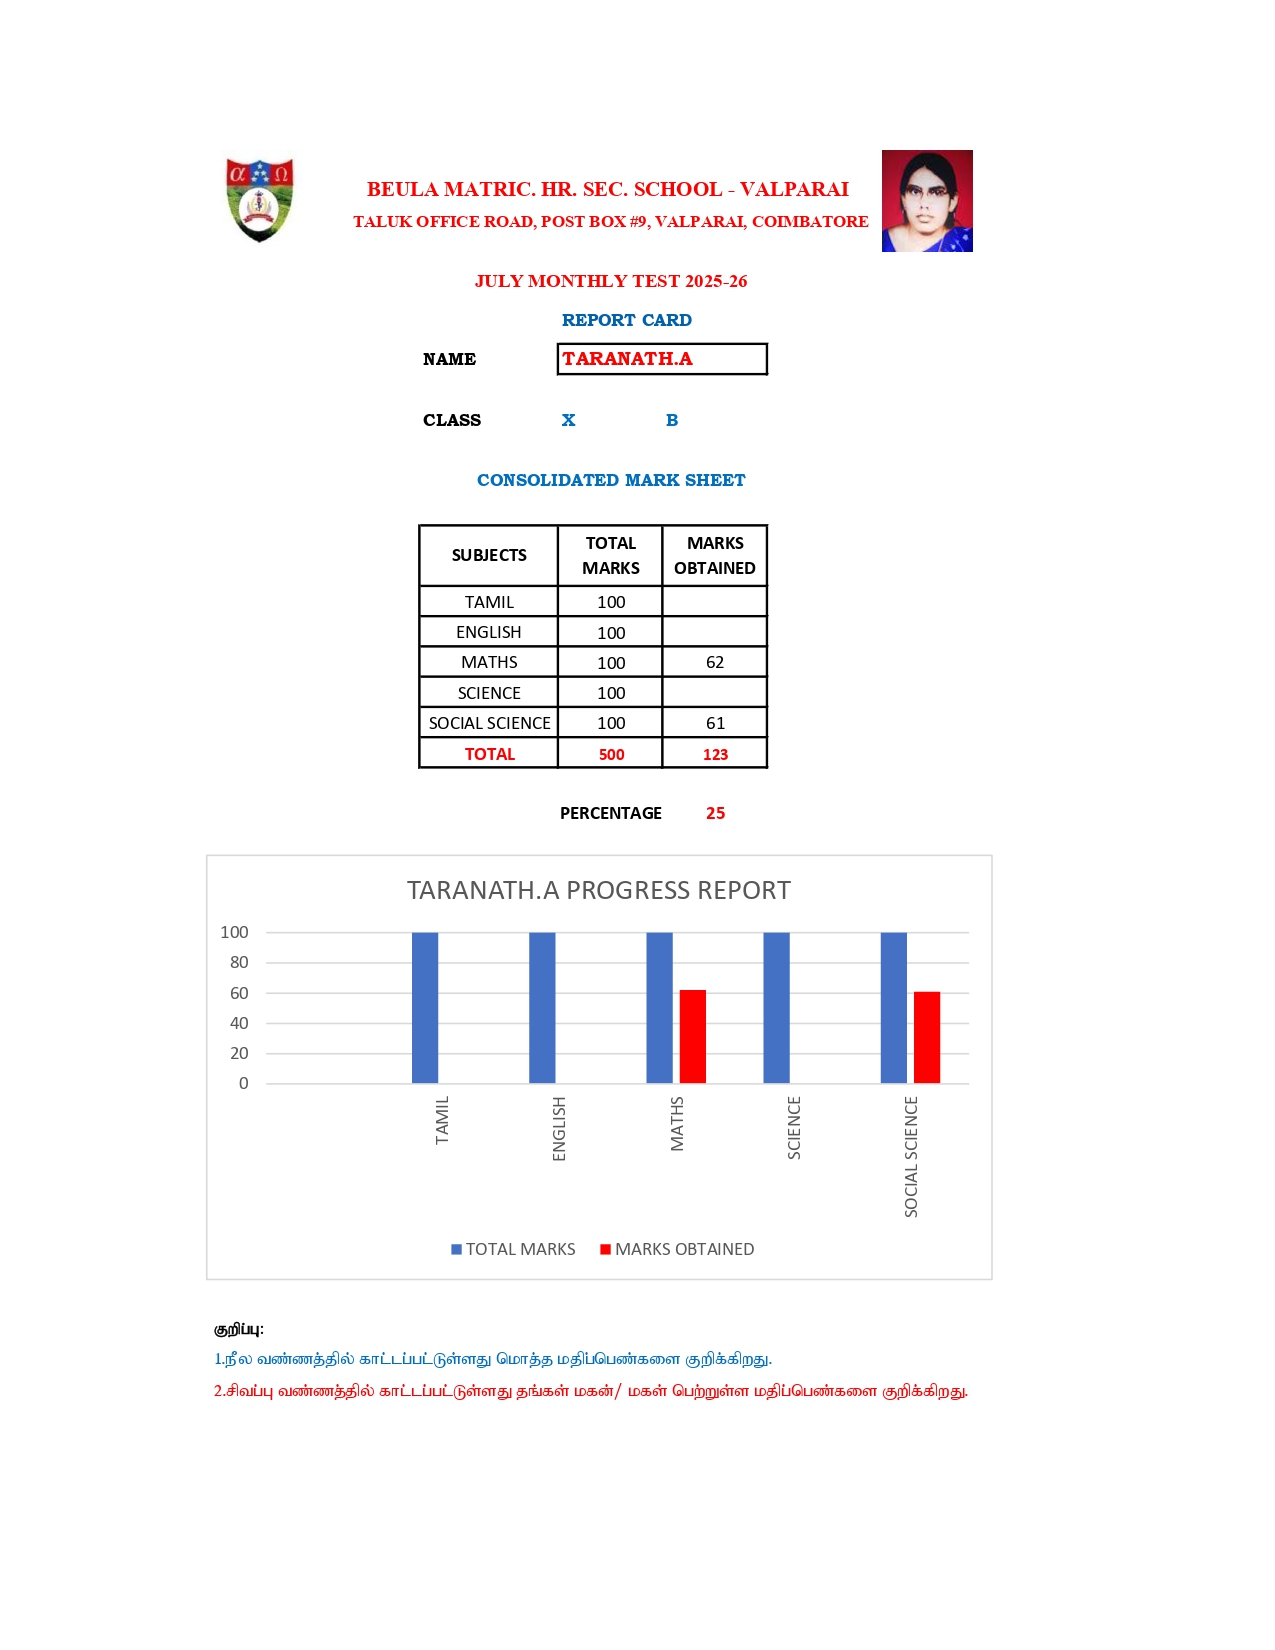 α Ω
BEULA MATRIC. HR. SEC. SCHOOL - VALPARAI
TALUK OFFICE ROAD, POST BOX #9, VALPARAI, COIMBATORE
JULY MONTHLY TEST 2025-26
REPORT CARD
NAME TARANATH.A
CLASS X B
CONSOLIDATED MARK SHEET
SUBJECTS TOTAL MARKS MARKS OBTAINED
TAMIL 100
ENGLISH 100
MATHS 100 62
SCIENCE 100
SOCIAL SCIENCE 100 61
TOTAL 500 123
PERCENTAGE 25
TARANATH.A PROGRESS REPORT
100
80
60
40
20
0
TAMIL
ENGLISH
MATHS
SCIENCE
SOCIAL SCIENCE
TOTAL MARKS MARKS OBTAINED
குறிப்பு:
1.நீல வண்ணத்தில் காட்டப்பட்டுள்ளது மொத்த மதிப்பெண்களை குறிக்கிறது.
2.சிவப்பு வண்ணத்தில் காட்டப்பட்டுள்ளது தங்கள் மகன்/ மகள் பெற்றுள்ள மதிப்பெண்களை குறிக்கிறது.